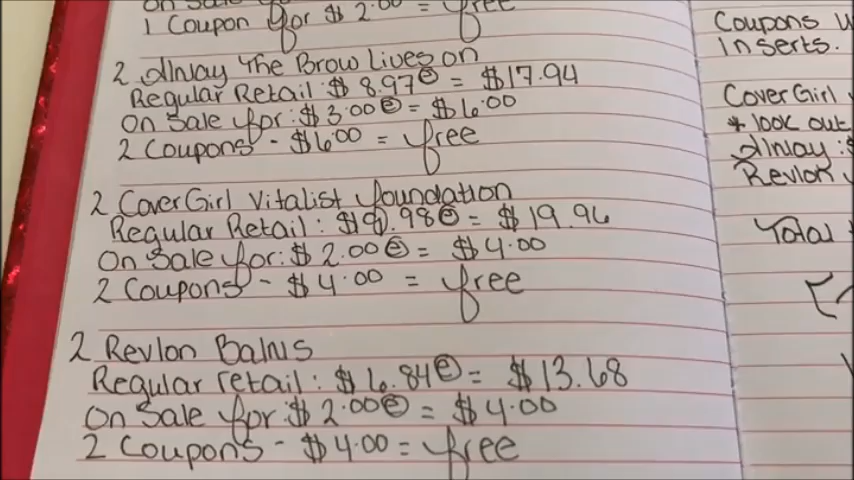 on sale for
1 Coupon for $2.00 = free
2 Almay The Brow Lives on
Regular Retail: $8.97 ⓔ = $17.94
On Sale for: $3.00 ⓔ = $6.00
2 Coupons - $6.00 = free
2 CoverGirl Vitalist foundation
Regular Retail: $9.98 ⓔ = $19.96
On Sale for: $2.00 ⓔ = $4.00
2 Coupons - $4.00 = free
2 Revlon Balms
Regular retail: $6.84 ⓔ = $13.68
On Sale for: $2.00 ⓔ = $4.00
2 Coupons - $4.00 = free
Coupons
Inserts.
CoverGirl
* look out
Almay: $
Revlon
Total